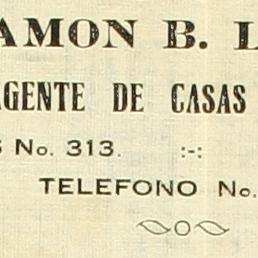 AMON B. L
AGENTE DE CASAS
No. 313. :-:
TELEFONO No.